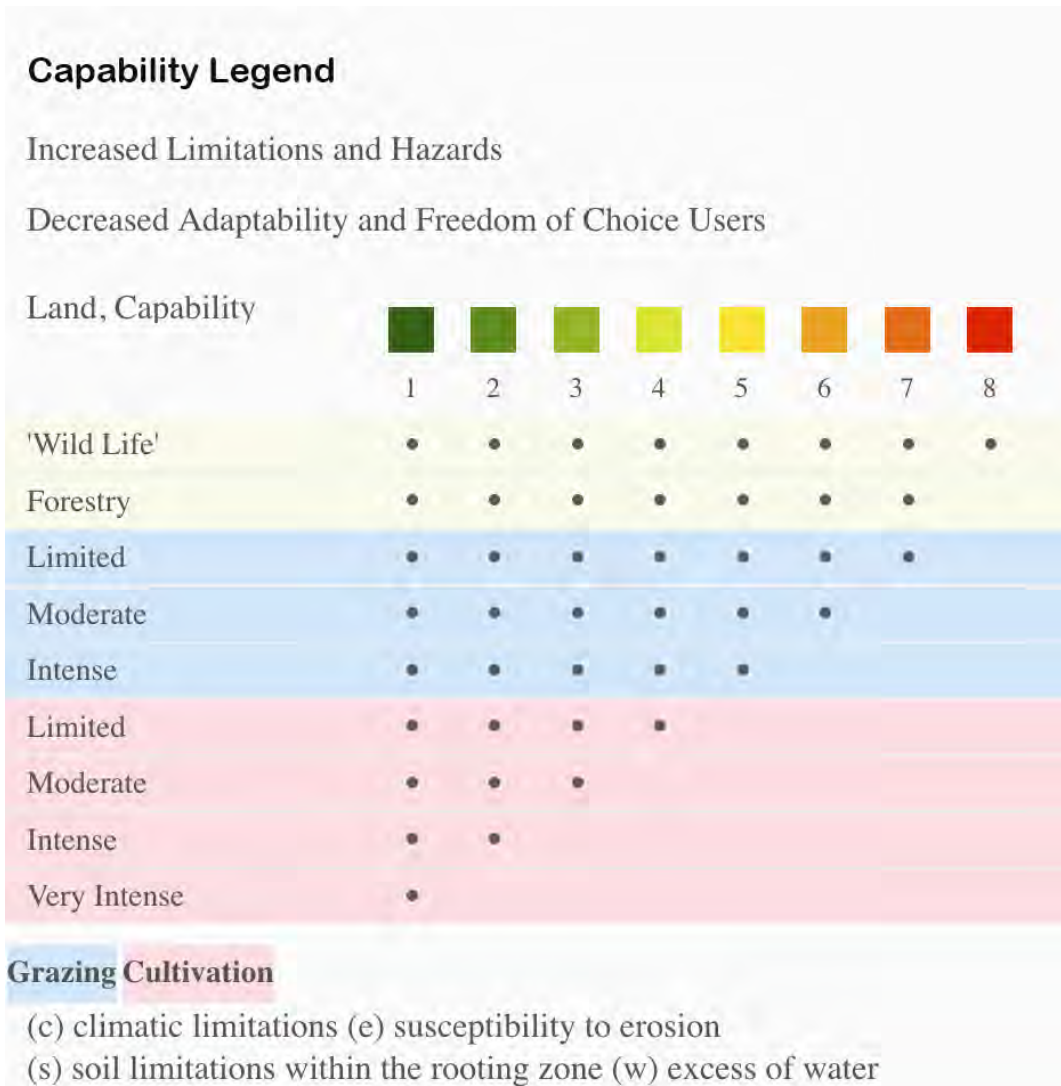 Capability Legend
Increased Limitations and Hazards
Decreased Adaptability and Freedom of Choice Users
Land, Capability
1 2 3 4 5 6 7 8
'Wild Life' • • • • • • • •
Forestry • • • • • • •
Limited • • • • • • •
Moderate • • • • • •
Intense • • • • •
Limited • • • •
Moderate • • •
Intense • •
Very Intense •
Grazing Cultivation
(c) climatic limitations (e) susceptibility to erosion
(s) soil limitations within the rooting zone (w) excess of water